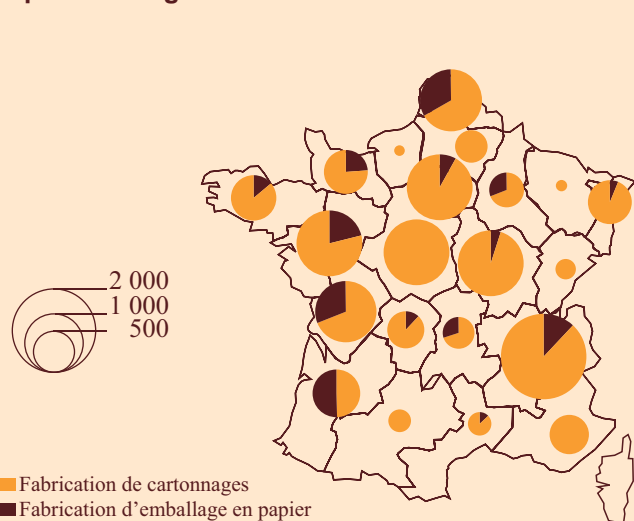 2 000
1 000
500
Fabrication de cartonnages
Fabrication d’emballage en papier